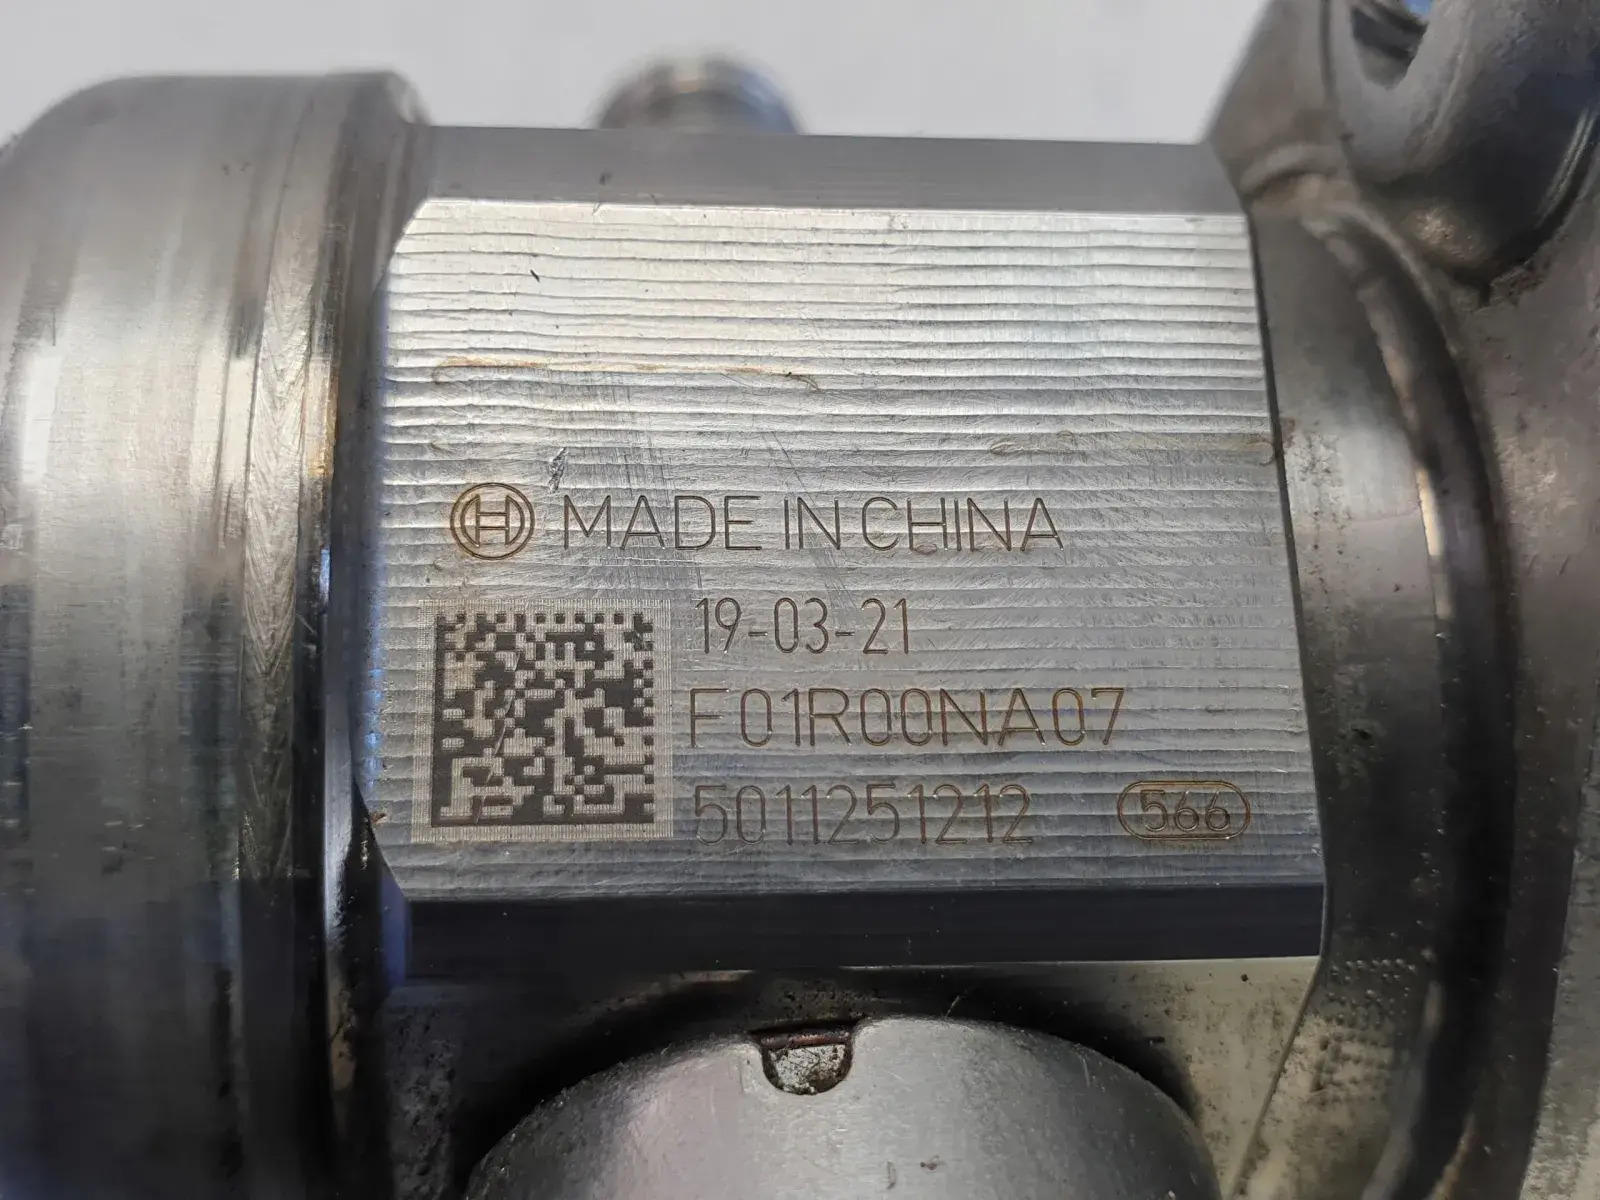 MADE IN CHINA
19-03-21
F01R00NA07
5011251212 566